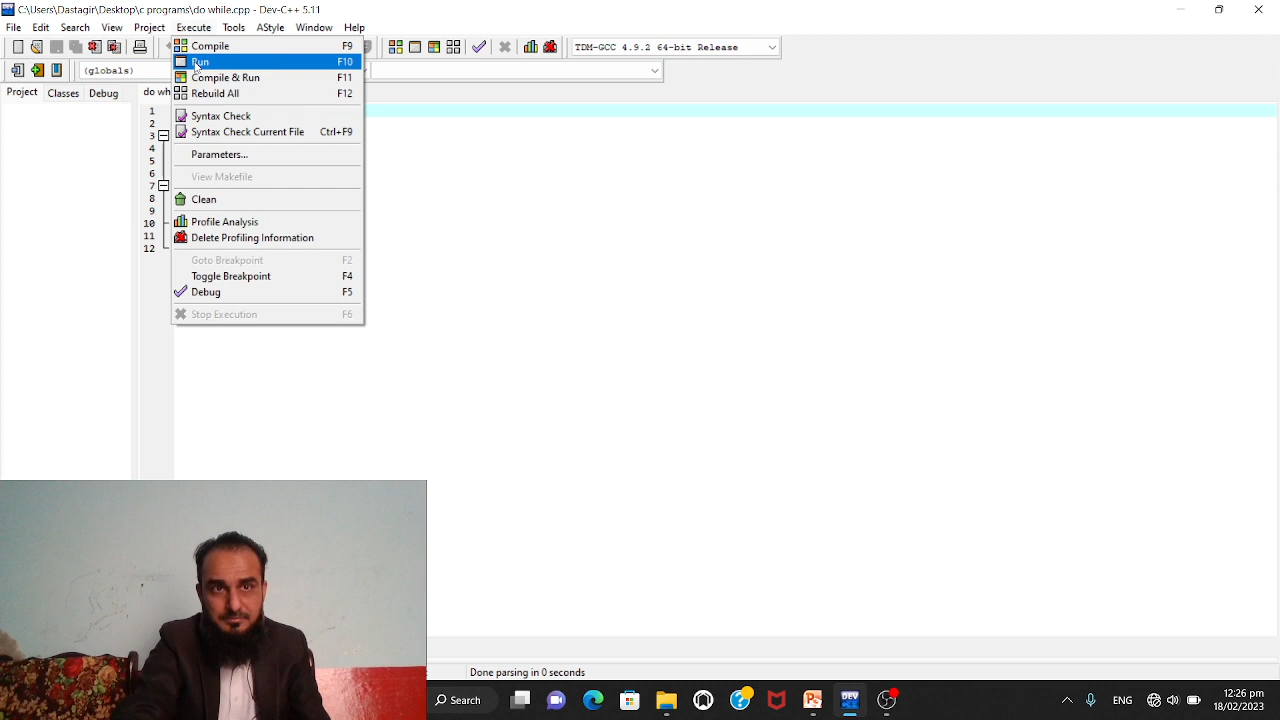 C:\Users\Dastagir\Desktop\c programs\do while.cpp - Dev-C++ 5.11
File Edit Search View Project Execute Tools AStyle Window Help
TDM-GCC 4.9.2 64-bit Release
(globals)
Project Classes Debug
do wh
Compile F9
Run F10
Compile & Run F11
Rebuild All F12
Syntax Check
Syntax Check Current File Ctrl+F9
Parameters...
View Makefile
Clean
Profile Analysis
Delete Profiling Information
Goto Breakpoint F2
Toggle Breakpoint F4
Debug F5
Stop Execution F6
1
2
3
4
5
6
7
8
9
10
11
12
Done parsing in 0 seconds
Search
DEV
ENG
12:26 pm
18/02/2023